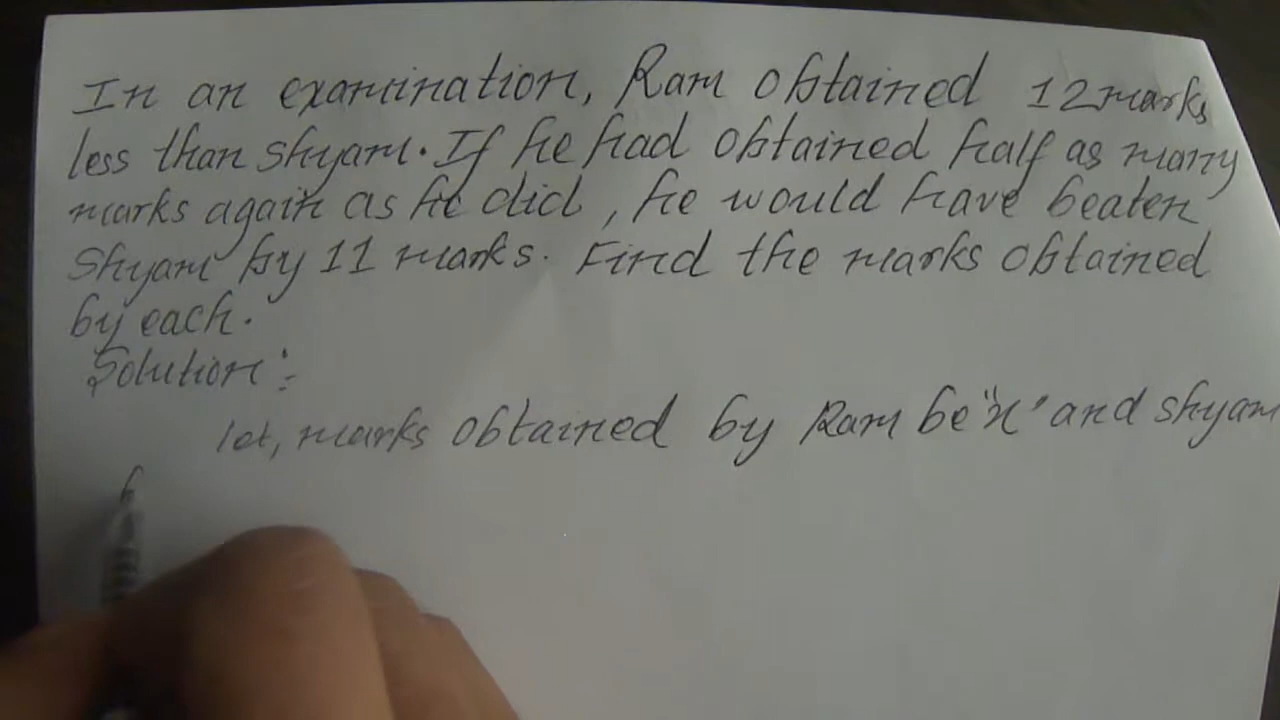 In an examination, Ram obtained 12 marks
less than Shyam. If he had obtained half as many
marks again as he did, he would have beaten
Shyam by 11 marks. Find the marks obtained
by each.
Solution:-
let, marks obtained by Ram be "x" and shyam